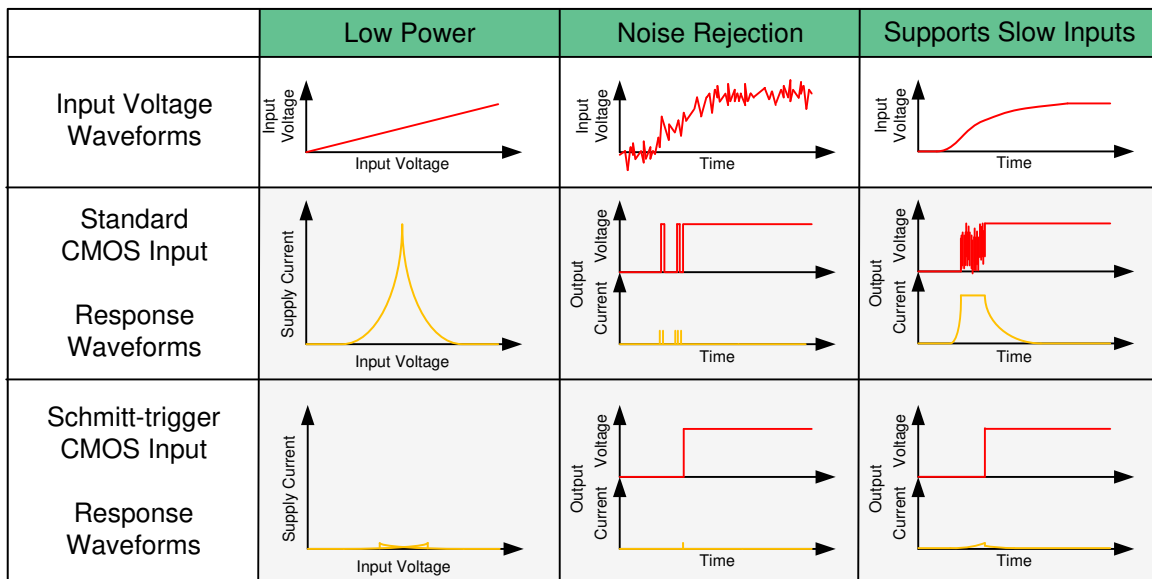 Low Power
Noise Rejection
Supports Slow Inputs
Input Voltage
Waveforms
Input
Voltage
Input Voltage
Input
Voltage
Time
Input
Voltage
Time
Standard
CMOS Input
Response
Waveforms
Supply Current
Input Voltage
Output
Voltage
Current
Time
Output
Voltage
Current
Time
Schmitt-trigger
CMOS Input
Response
Waveforms
Supply Current
Input Voltage
Output
Voltage
Current
Time
Output
Voltage
Current
Time